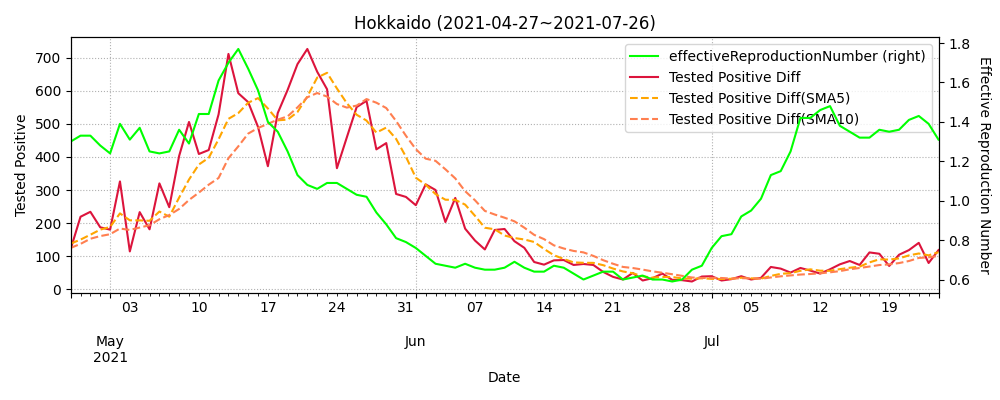 Hokkaido (2021-04-27~2021-07-26)
effectiveReproductionNumber (right)
Tested Positive Diff
Tested Positive Diff(SMA5)
Tested Positive Diff(SMA10)
Tested Positive
700
600
500
400
300
200
100
0
Effective Reproduction Number
1.8
1.6
1.4
1.2
1.0
0.8
0.6
03 10 17 24 31 07 14 21 28 05 12 19
May Jun Jul
2021
Date